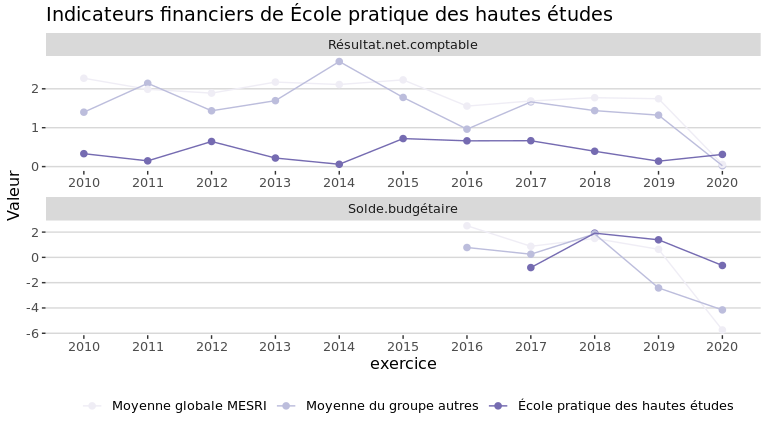 Indicateurs financiers de École pratique des hautes études
Résultat.net.comptable
2
1
0
2010 2011 2012 2013 2014 2015 2016 2017 2018 2019 2020
Valeur
Solde.budgétaire
2
0
-2
-4
-6
2010 2011 2012 2013 2014 2015 2016 2017 2018 2019 2020
exercice
Moyenne globale MESRI Moyenne du groupe autres École pratique des hautes études